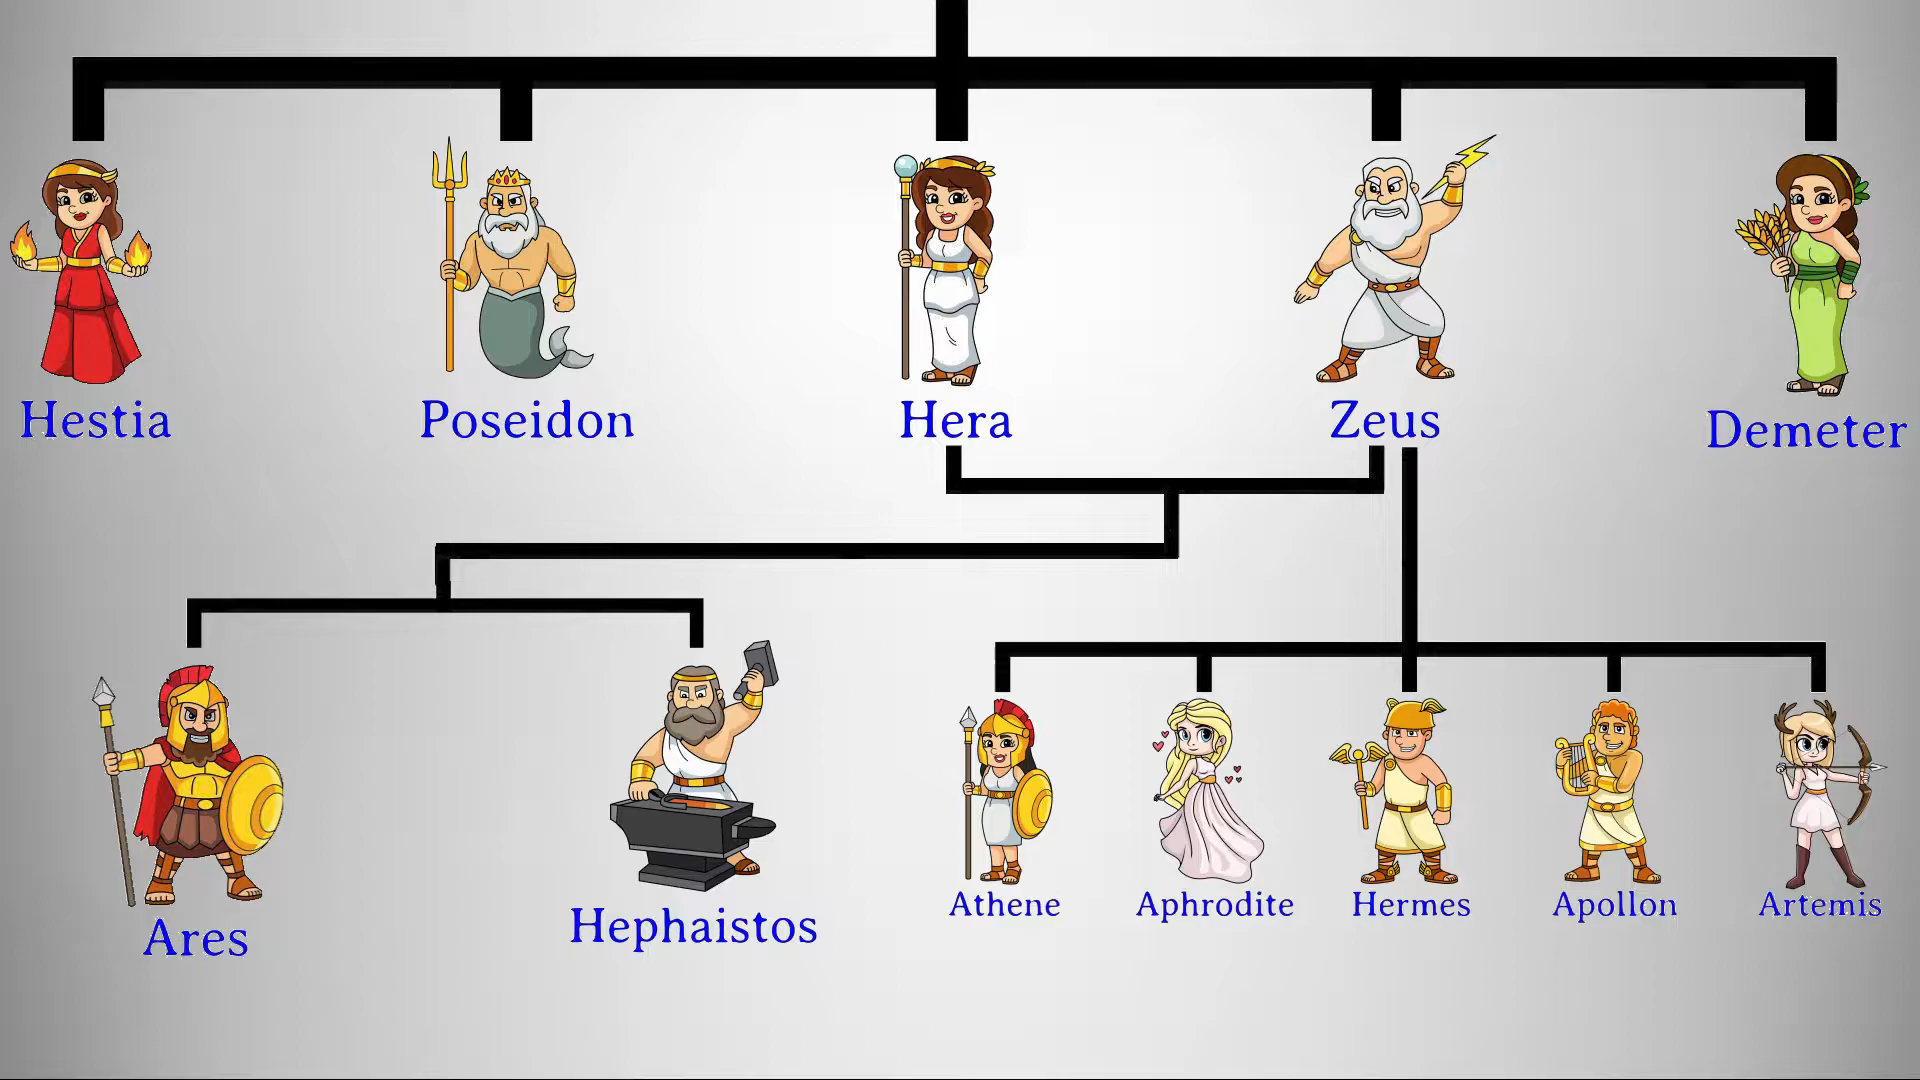 Hestia
Poseidon
Hera
Zeus
Demeter
Ares
Hephaistos
Athene
Aphrodite
Hermes
Apollon
Artemis